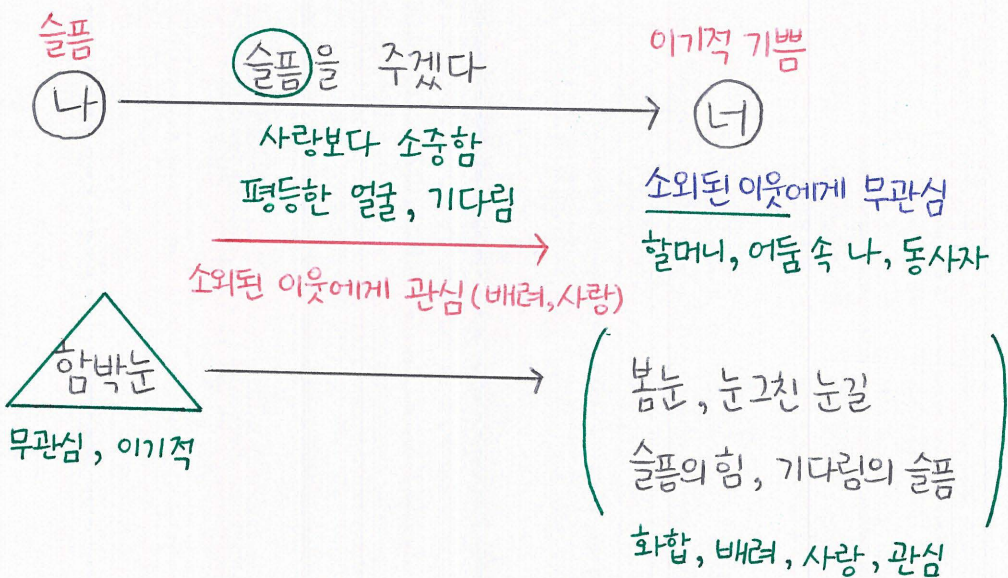 슬픔
이기적 기쁨
나
슬픔을 주겠다
너
사랑보다 소중함
평등한 얼굴, 기다림
소외된 이웃에게 무관심
할머니, 어둠 속 나, 동사자
소외된 이웃에게 관심 (배려, 사랑)
함박눈
무관심, 이기적
봄눈, 눈그친 눈길
슬픔의 힘, 기다림의 슬픔
화합, 배려, 사랑, 관심